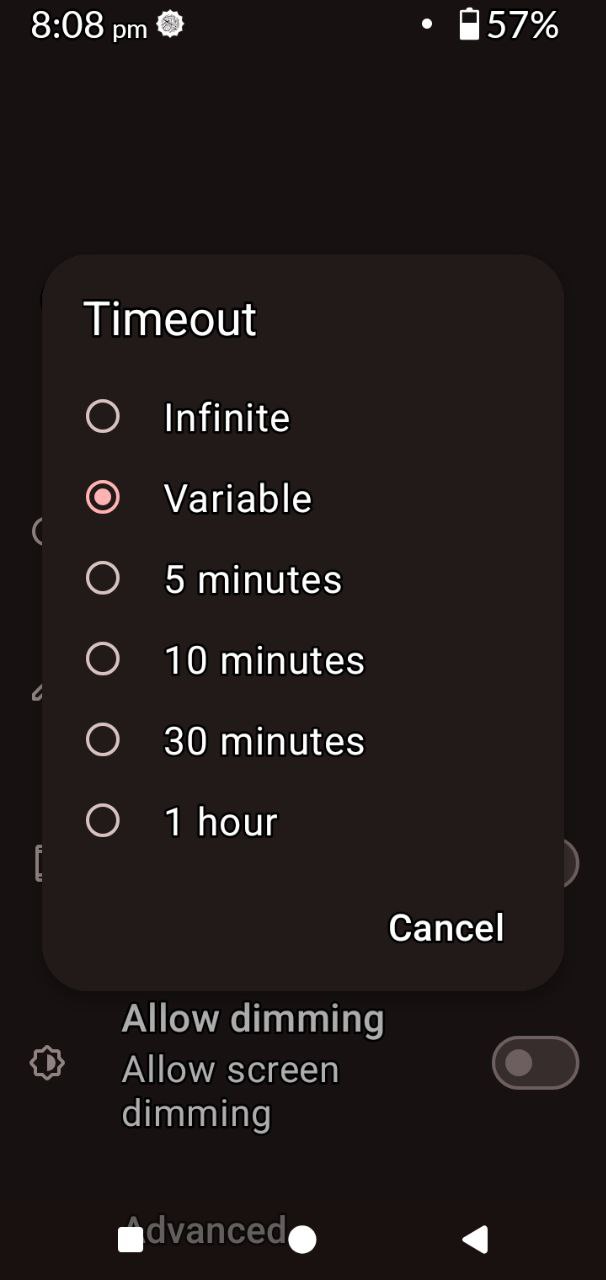 8:08 pm 57%
Timeout
Infinite
Variable
5 minutes
10 minutes
30 minutes
1 hour
Cancel
Allow dimming
Allow screen
dimming
Advanced